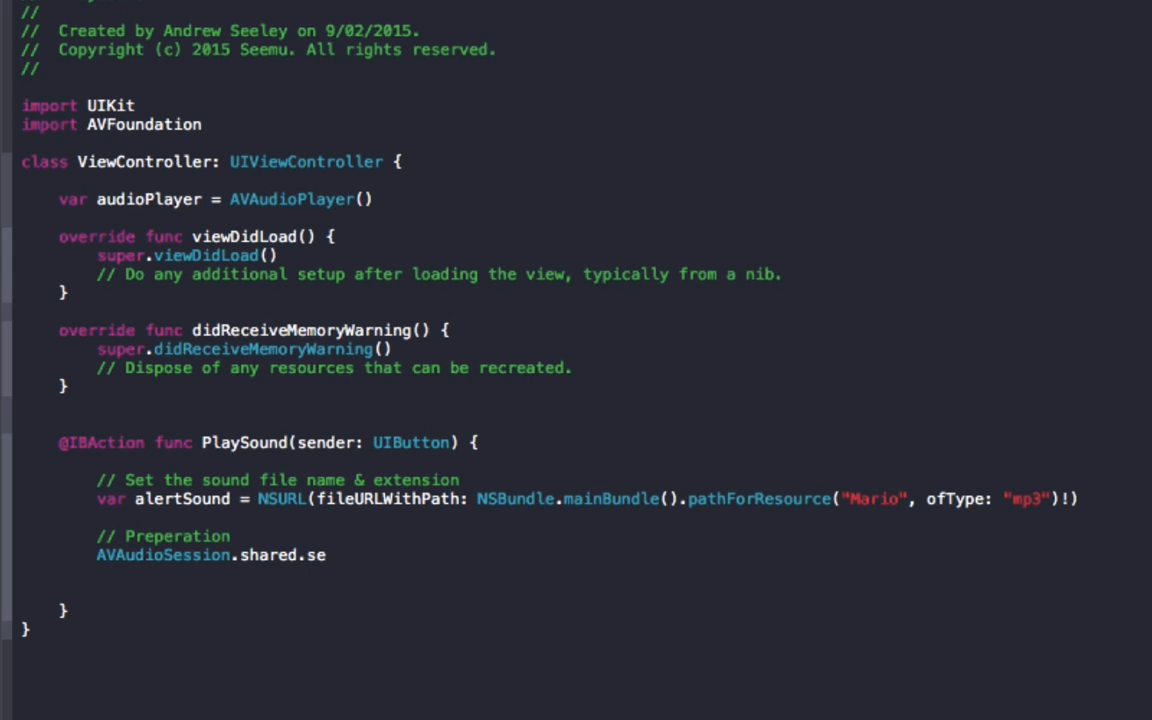 //
//  Created by Andrew Seeley on 9/02/2015.
//  Copyright (c) 2015 Seemu. All rights reserved.
//
import UIKit
import AVFoundation
class ViewController: UIViewController {
var audioPlayer = AVAudioPlayer()
override func viewDidLoad() {
super.viewDidLoad()
// Do any additional setup after loading the view, typically from a nib.
}
override func didReceiveMemoryWarning() {
super.didReceiveMemoryWarning()
// Dispose of any resources that can be recreated.
}
@IBAction func PlaySound(sender: UIButton) {
// Set the sound file name & extension
var alertSound = NSURL(fileURLWithPath: NSBundle.mainBundle().pathForResource("Mario", ofType: "mp3")!)
// Preperation
AVAudioSession.shared.se
}
}